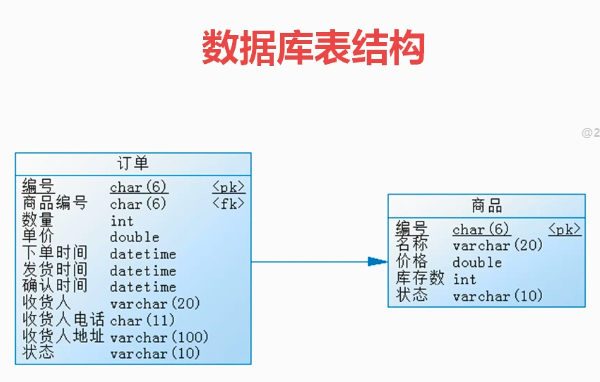 数据库表结构
@2
订单
编号 char(6) <pk>
商品编号 char(6) <fk>
数量 int
单价 double
下单时间 datetime
发货时间 datetime
确认时间 datetime
收货人 varchar(20)
收货人电话 char(11)
收货人地址 varchar(100)
状态 varchar(10)
商品
编号 char(6) <pk>
名称 varchar(20)
价格 double
库存数 int
状态 varchar(10)